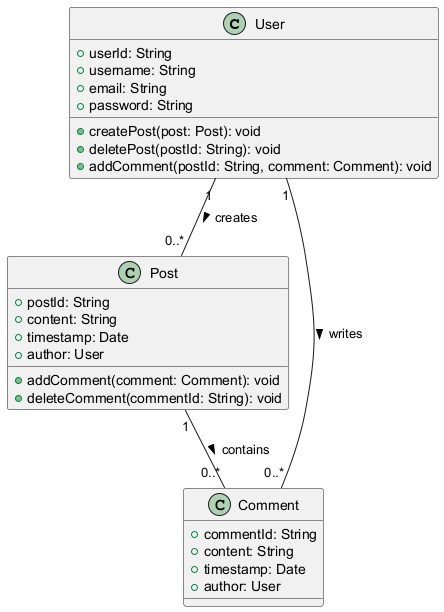 C User
userId: String
username: String
email: String
password: String
createPost(post: Post): void
deletePost(postId: String): void
addComment(postId: String, comment: Comment): void
1
1
creates
0..*
C Post
postId: String
content: String
timestamp: Date
author: User
addComment(comment: Comment): void
deleteComment(commentId: String): void
writes
1
contains
0..*
0..*
C Comment
commentId: String
content: String
timestamp: Date
author: User